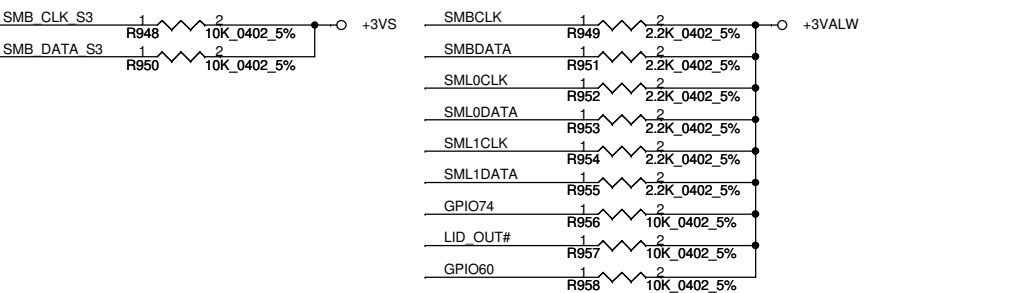 SMB_CLK_S3 1 2 +3VS
R948 10K_0402_5%
SMB_DATA_S3 1 2
R950 10K_0402_5%
SMBCLK 1 2 +3VALW
R949 2.2K_0402_5%
SMBDATA 1 2
R951 2.2K_0402_5%
SML0CLK 1 2
R952 2.2K_0402_5%
SML0DATA 1 2
R953 2.2K_0402_5%
SML1CLK 1 2
R954 2.2K_0402_5%
SML1DATA 1 2
R955 2.2K_0402_5%
GPIO74 1 2
R956 10K_0402_5%
LID_OUT# 1 2
R957 10K_0402_5%
GPIO60 1 2
R958 10K_0402_5%